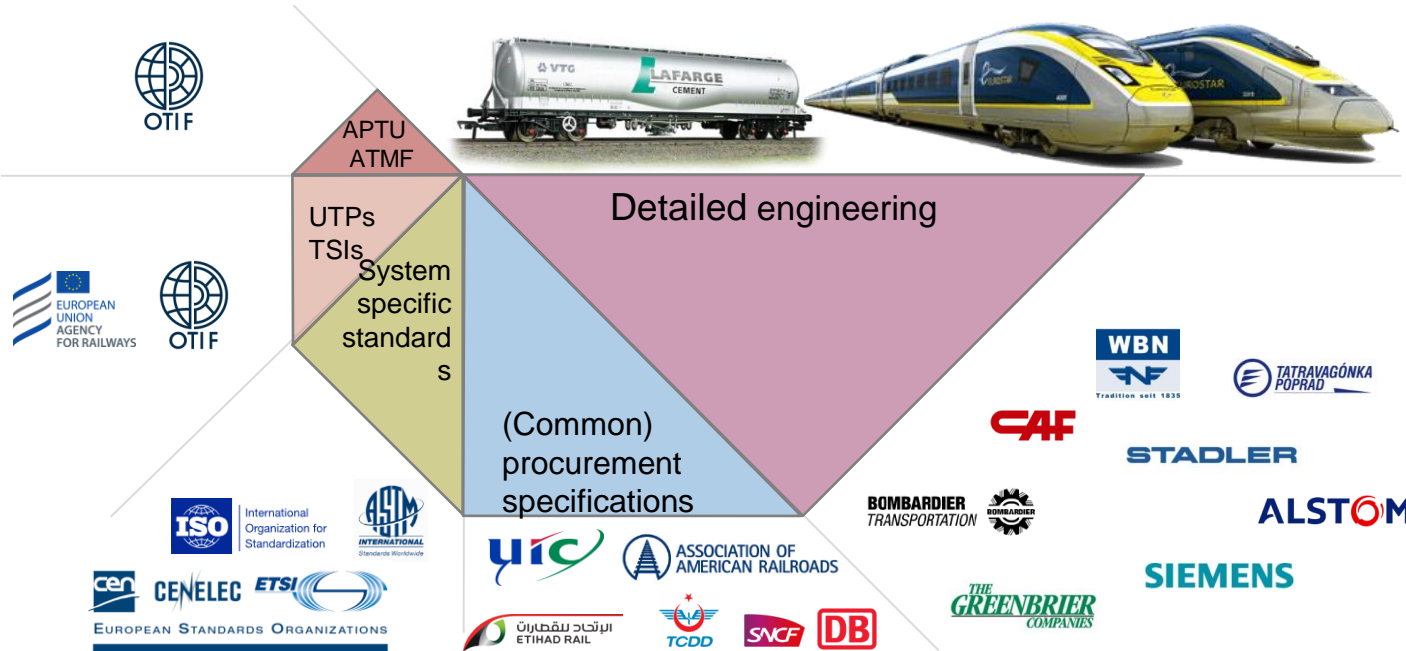 OTIF
VTG
LAFARGE
CEMENT
EUROSTAR
APTU
ATMF
UTPs
TSIs
Detailed engineering
System
specific
standard
s
EUROPEAN
UNION
AGENCY
FOR RAILWAYS
OTIF
(Common)
procurement
specifications
WBN
Tradition seit 1835
TATRAVAGÓNKA
POPRAD
CAF
STADLER
BOMBARDIER
TRANSPORTATION
BOMBARDIER
ALSTOM
SIEMENS
THE
GREENBRIER
COMPANIES
ISO
International
Organization for
Standardization
ASTM
INTERNATIONAL
Standards Worldwide
cen
CENELEC
ETSI
EUROPEAN STANDARDS ORGANIZATIONS
uic
ASSOCIATION OF
AMERICAN RAILROADS
الإتحاد للقطارات
ETIHAD RAIL
TCDD
SNCF
DB